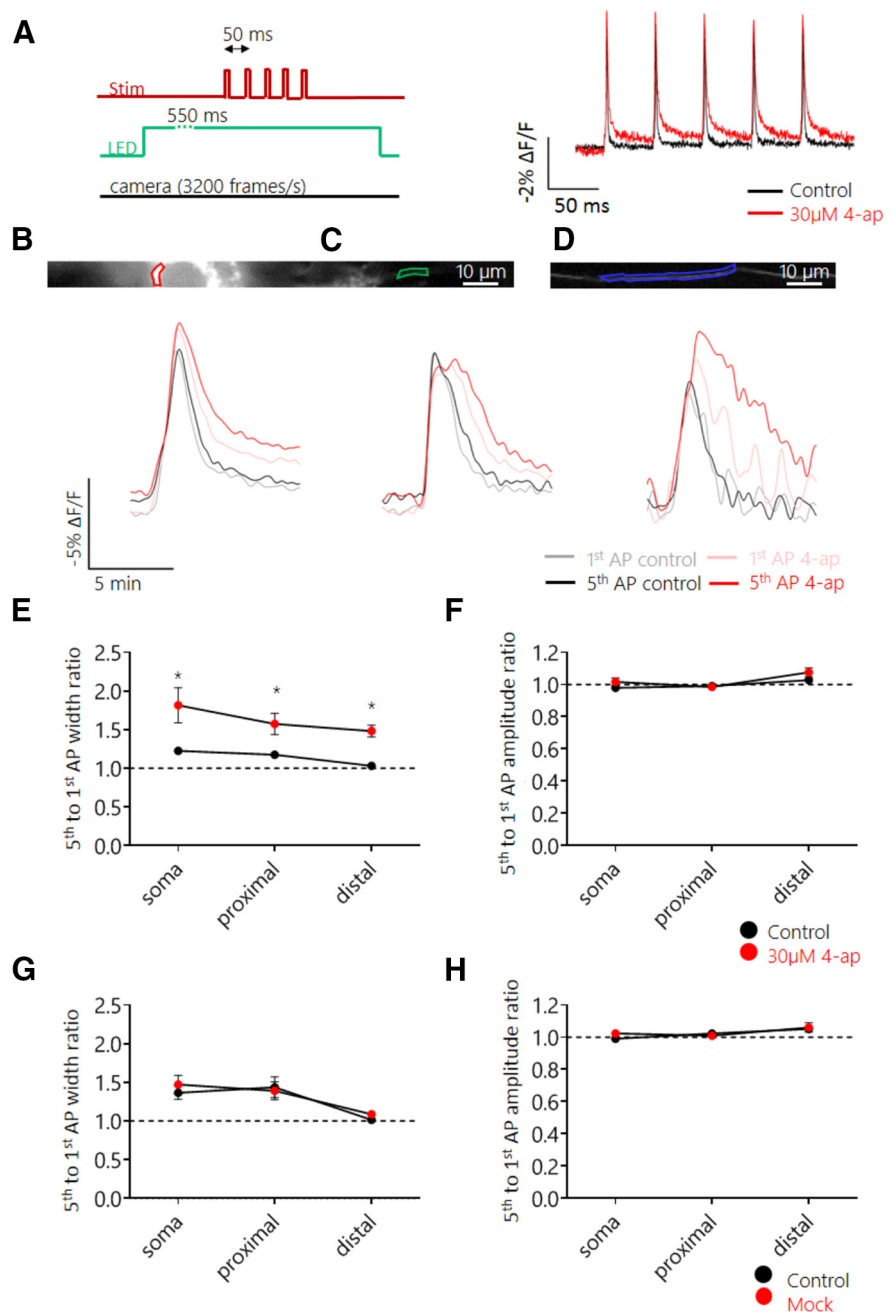 A
50 ms
Stim
550 ms
LED
camera (3200 frames/s)
-2% ΔF/F
50 ms
Control
30µM 4-ap
B
C
D
10 µm
10 µm
-5% ΔF/F
5 min
1st AP control
1st AP 4-ap
5th AP control
5th AP 4-ap
E
5th to 1st AP width ratio
2.5
2.0
1.5
1.0
0.5
0.0
*
*
*
soma
proximal
distal
F
5th to 1st AP amplitude ratio
1.2
1.0
0.8
0.6
0.4
0.2
0.0
soma
proximal
distal
Control
30µM 4-ap
G
5th to 1st AP width ratio
2.5
2.0
1.5
1.0
0.5
0.0
soma
proximal
distal
H
5th to 1st AP amplitude ratio
1.2
1.0
0.8
0.6
0.4
0.2
0.0
soma
proximal
distal
Control
Mock